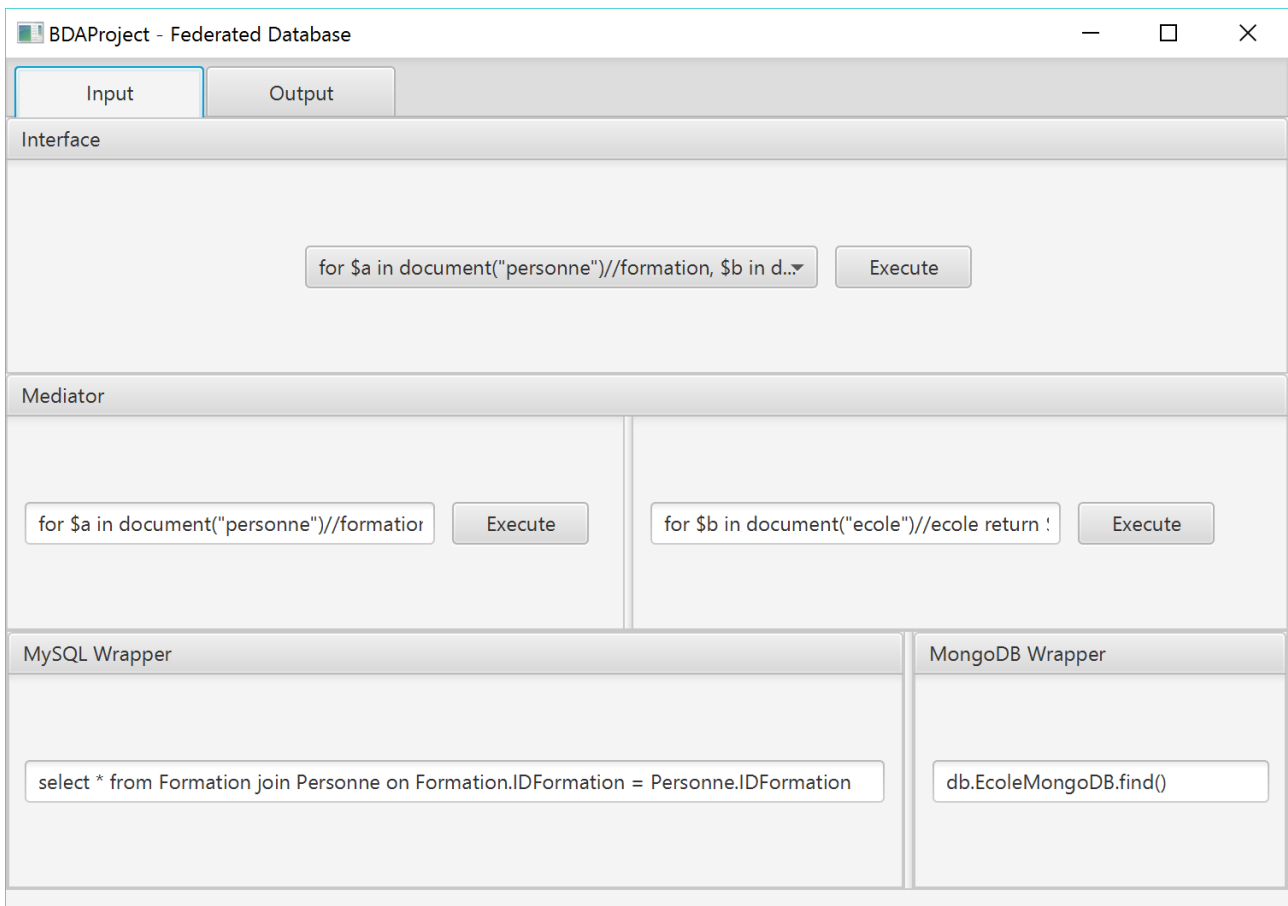 BDAProject - Federated Database
Input
Output
Interface
for $a in document("personne")//formation, $b in d...
Execute
Mediator
for $a in document("personne")//formation
Execute
for $b in document("ecole")//ecole return
Execute
MySQL Wrapper
MongoDB Wrapper
select * from Formation join Personne on Formation.IDFormation = Personne.IDFormation
db.EcoleMongoDB.find()